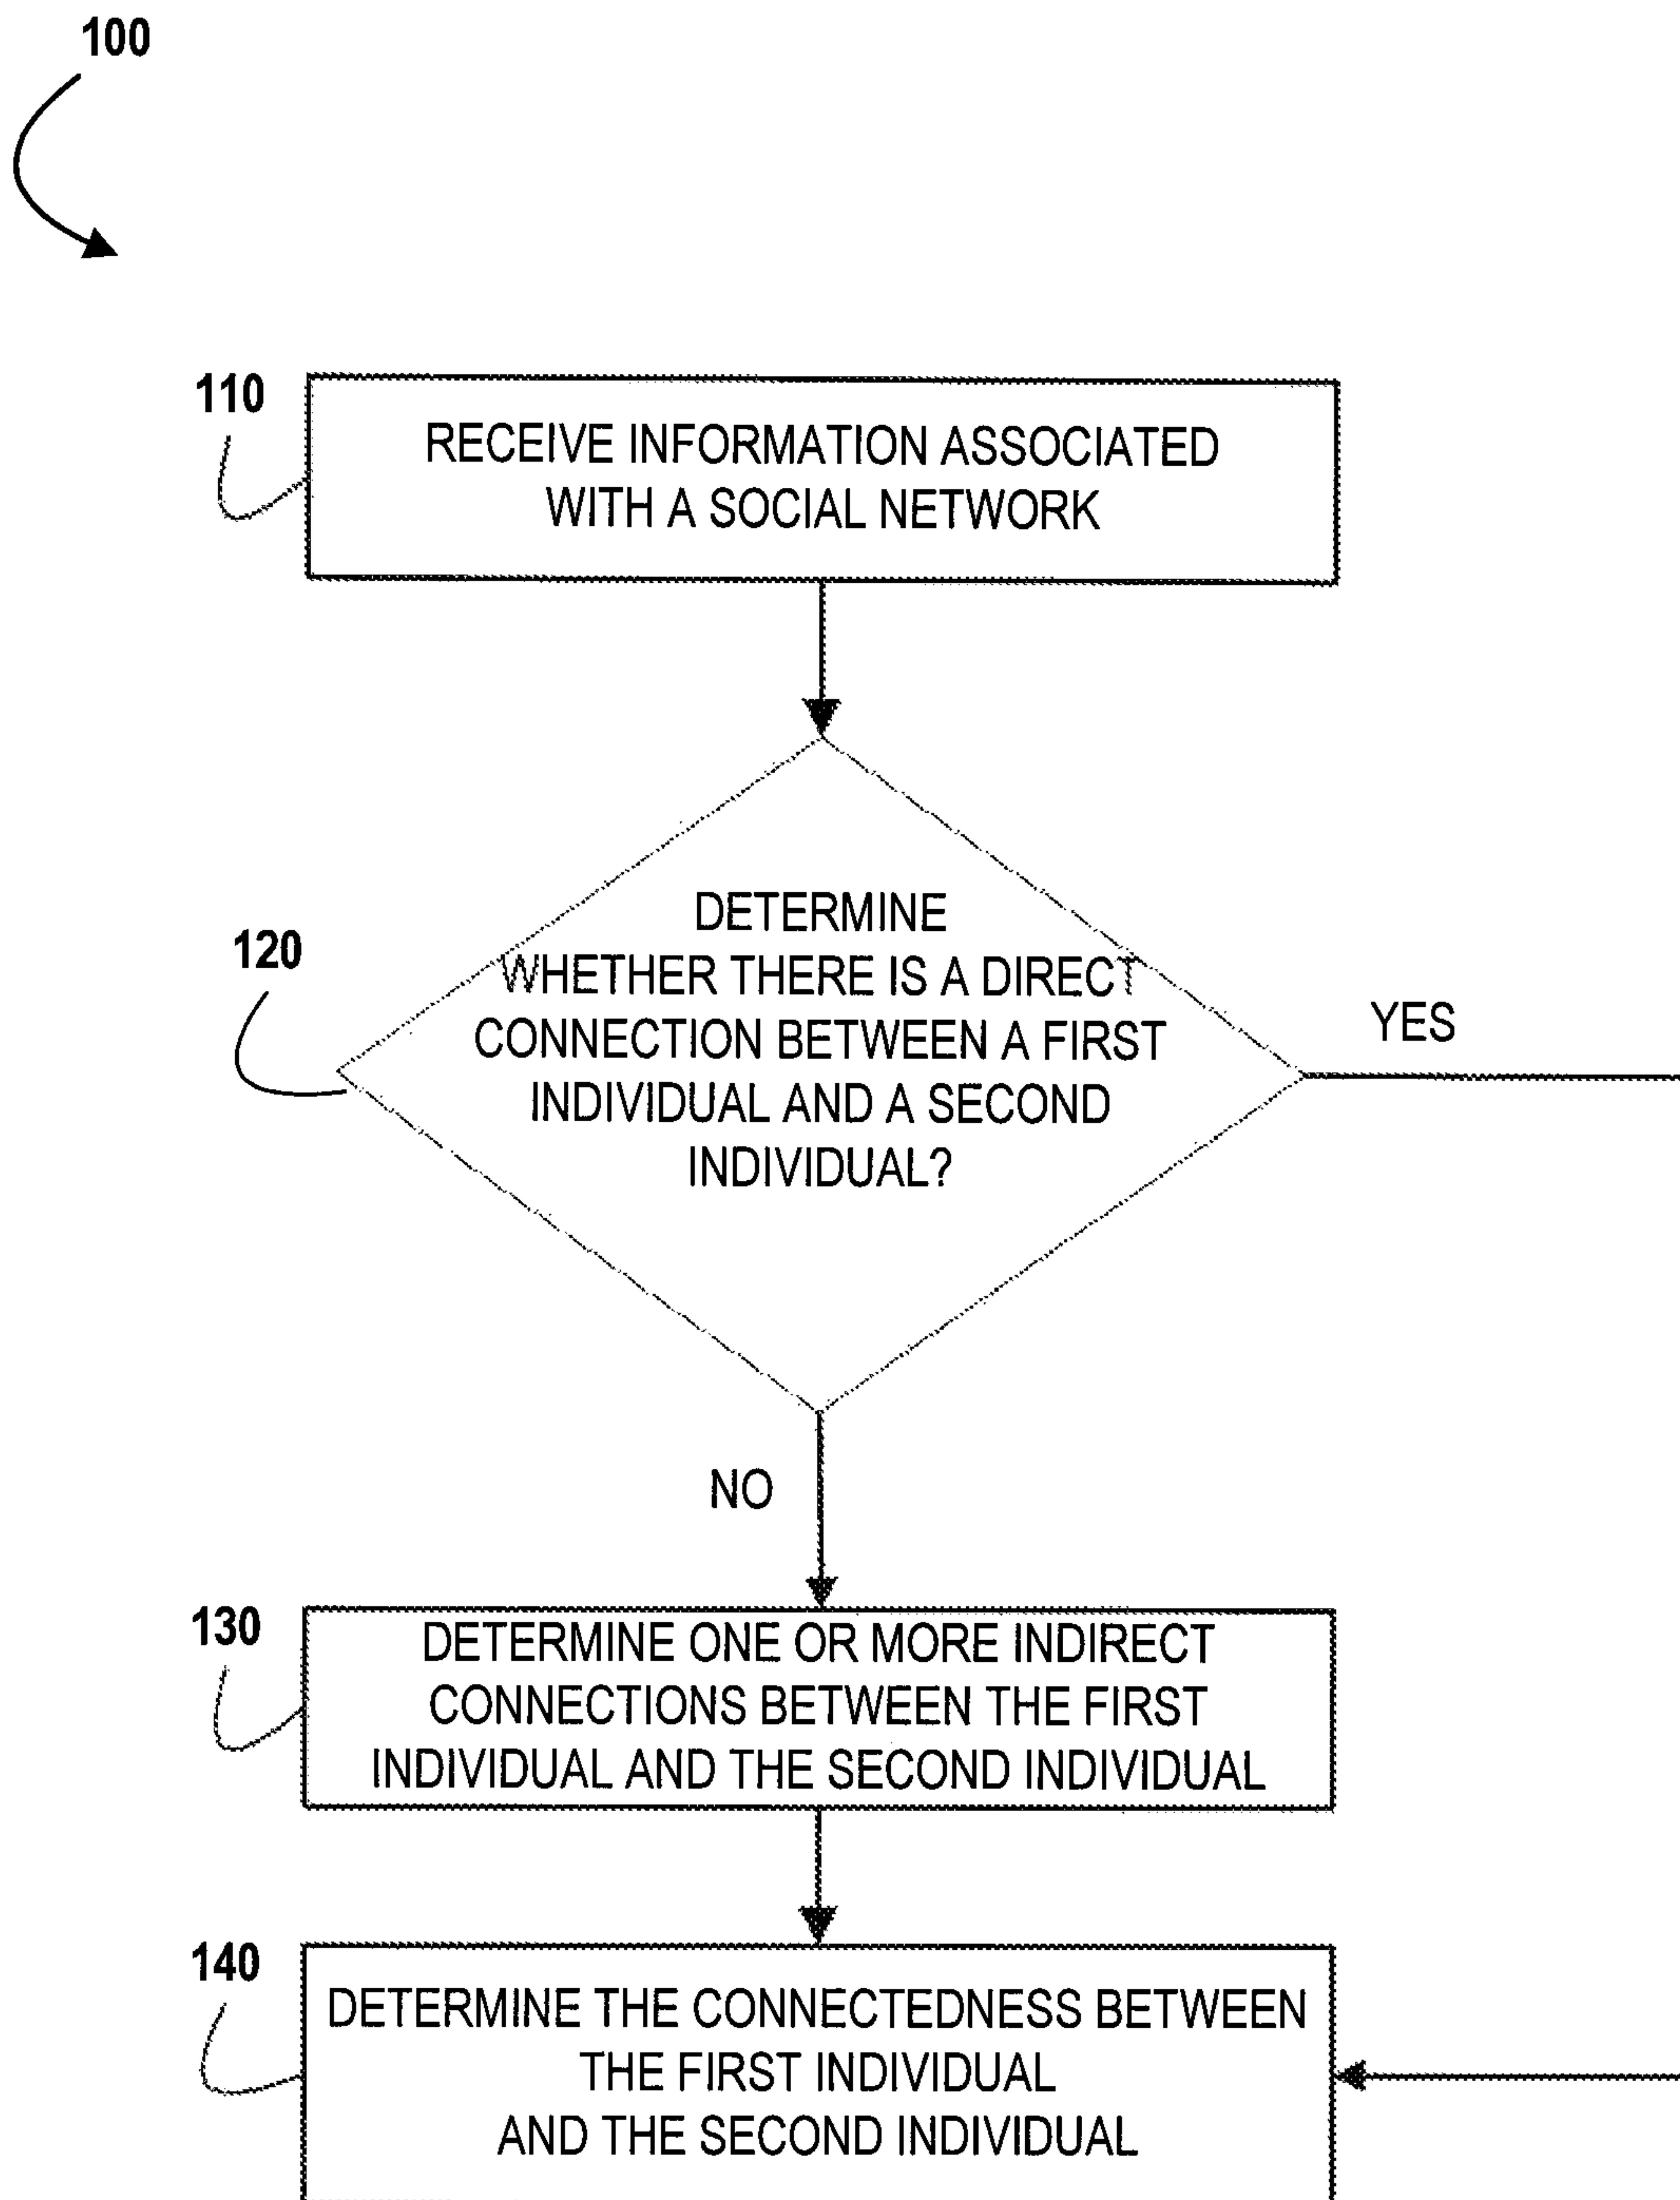 100
110
RECEIVE INFORMATION ASSOCIATED
WITH A SOCIAL NETWORK
120
DETERMINE
WHETHER THERE IS A DIRECT
CONNECTION BETWEEN A FIRST
INDIVIDUAL AND A SECOND
INDIVIDUAL?
YES
NO
130
DETERMINE ONE OR MORE INDIRECT
CONNECTIONS BETWEEN THE FIRST
INDIVIDUAL AND THE SECOND INDIVIDUAL
140
DETERMINE THE CONNECTEDNESS BETWEEN
THE FIRST INDIVIDUAL
AND THE SECOND INDIVIDUAL